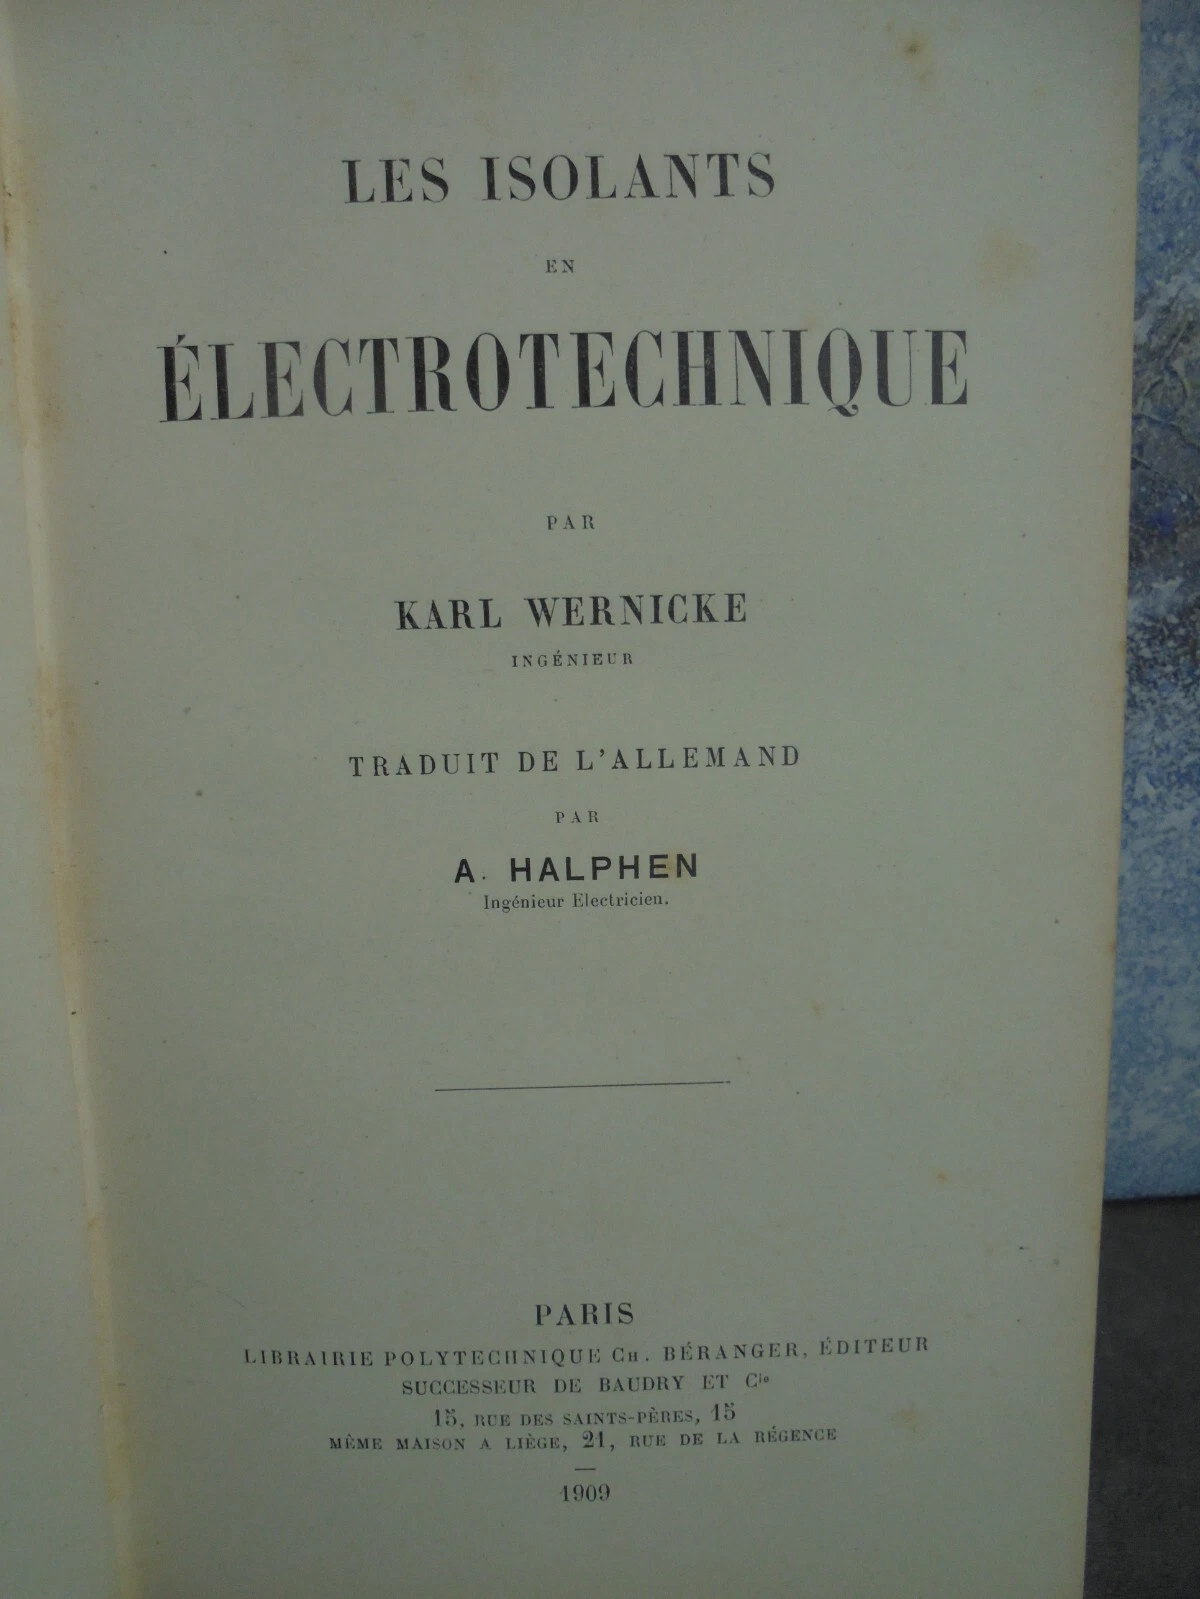 LES ISOLANTS
EN
ÉLECTROTECHNIQUE
PAR
KARL WERNICKE
INGÉNIEUR
TRADUIT DE L'ALLEMAND
PAR
A. HALPHEN
Ingénieur Electricien.
PARIS
LIBRAIRIE POLYTECHNIQUE CH. BÉRANGER, ÉDITEUR
SUCCESSEUR DE BAUDRY ET Cie
15, RUE DES SAINTS-PÈRES, 15
MÊME MAISON A LIÈGE, 21, RUE DE LA RÉGENCE
1909